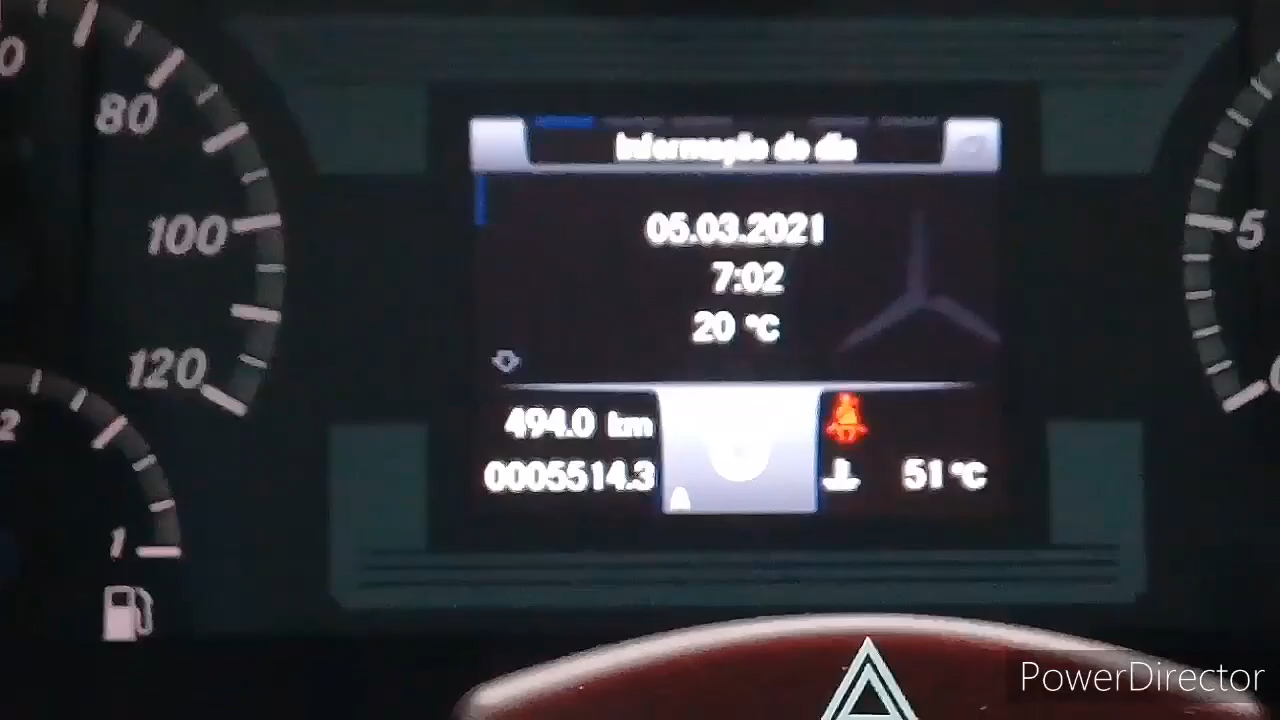 80
100
120
1
5
Informação do dia
05.03.2021
7:02
20 °C
494.0 km
0005514.3
51 °C
PowerDirector